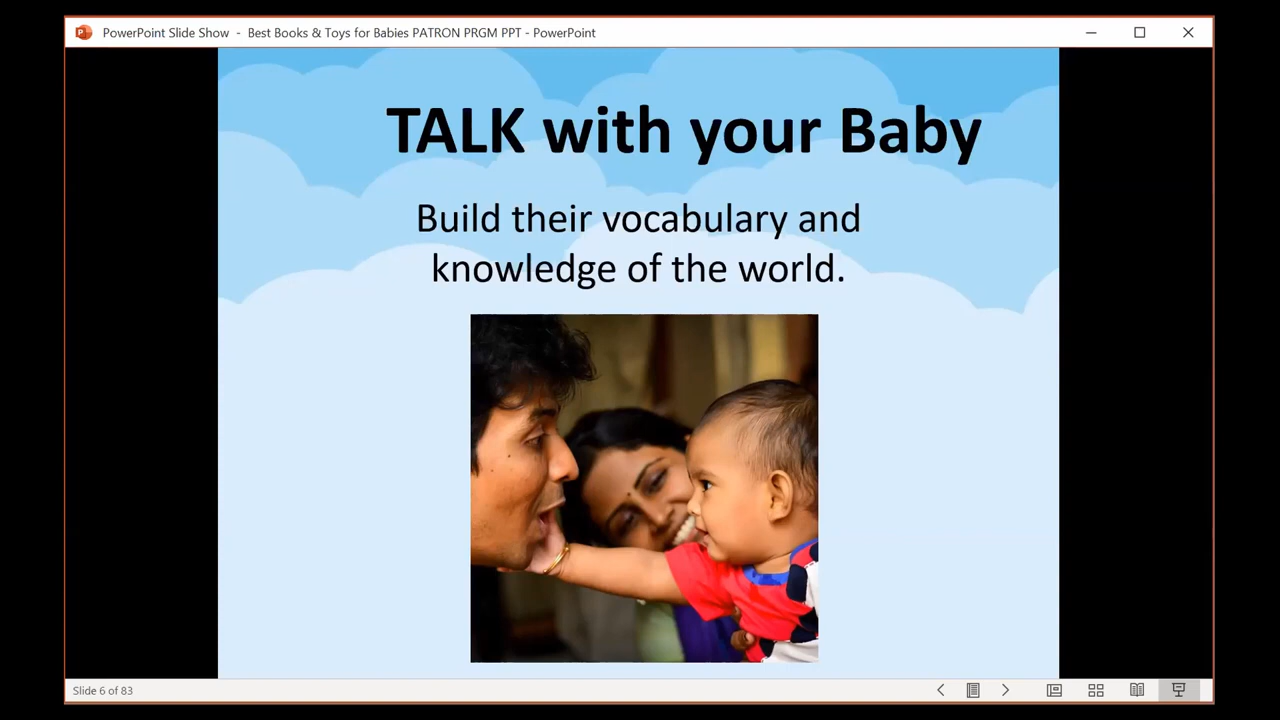 PowerPoint Slide Show - Best Books & Toys for Babies PATRON PRGM PPT - PowerPoint
TALK with your Baby
Build their vocabulary and
knowledge of the world.
Slide 6 of 83